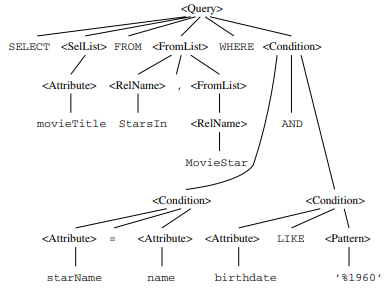 <Query>
SELECT <SelList> FROM <FromList> WHERE <Condition>
<Attribute> <RelName> , <FromList>
movieTitle StarsIn <RelName> AND
MovieStar
<Condition> <Condition>
<Attribute> = <Attribute> <Attribute> LIKE <Pattern>
starName name birthdate '%1960'